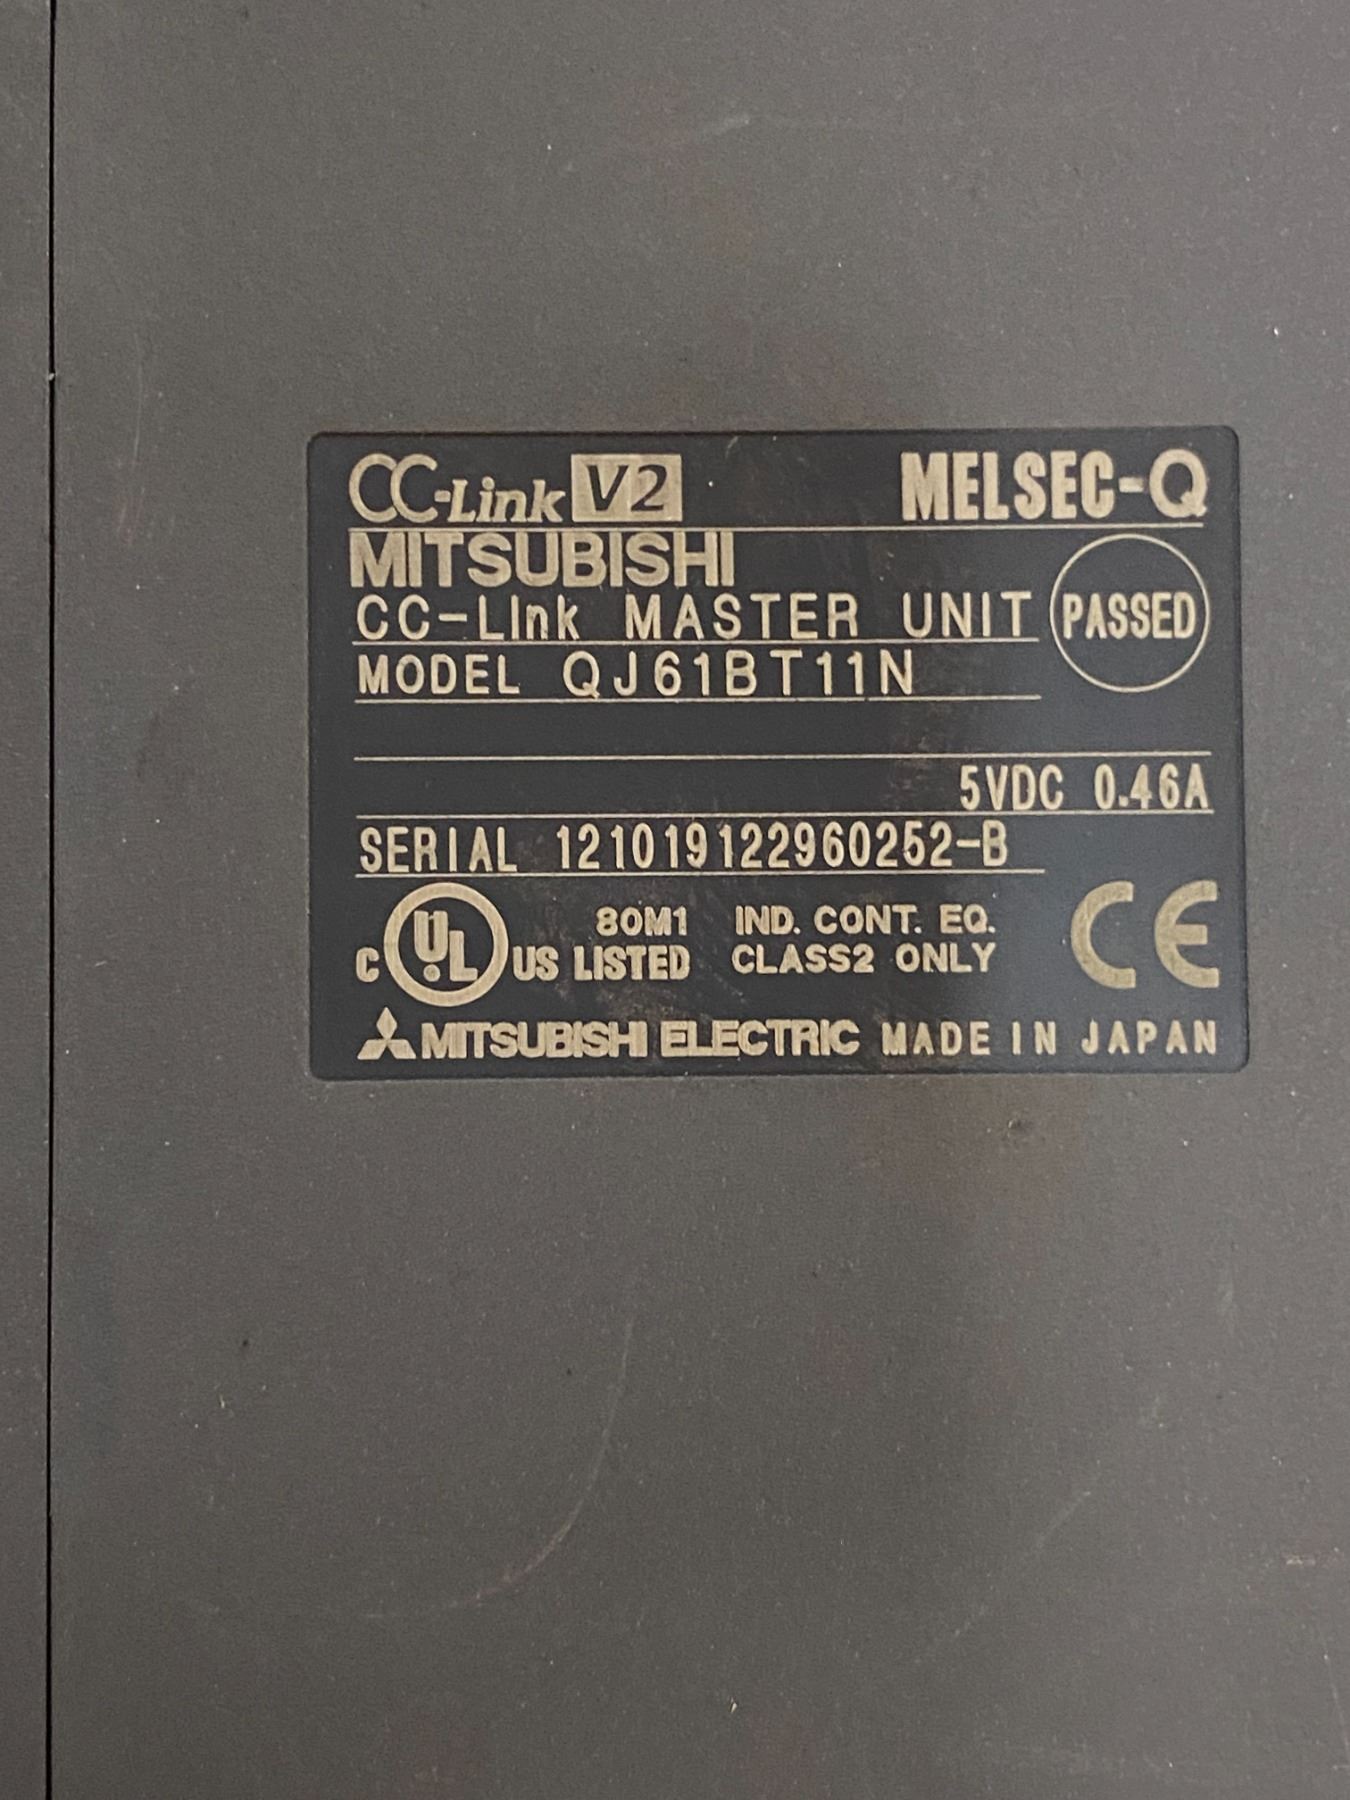 CC-Link V2 MELSEC-Q
MITSUBISHI
CC-Link MASTER UNIT PASSED
MODEL QJ61BT11N
5VDC 0.46A
SERIAL 121019122960252-B
C UL US LISTED 80M1 IND. CONT. EQ. CE
CLASS2 ONLY
MITSUBISHI ELECTRIC MADE IN JAPAN